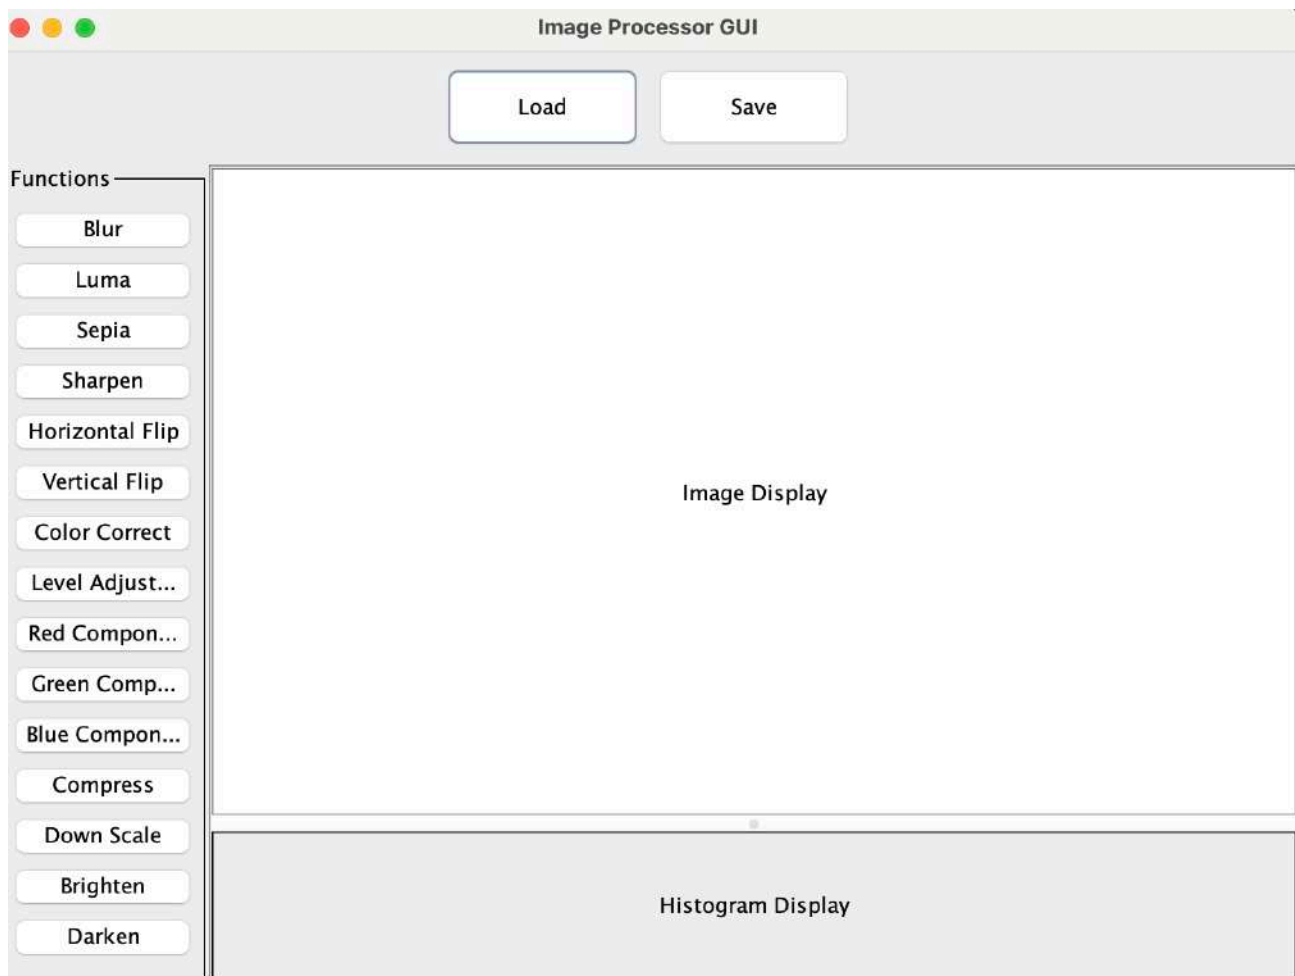 Image Processor GUI
Load
Save
Functions
Blur
Luma
Sepia
Sharpen
Horizontal Flip
Vertical Flip
Color Correct
Level Adjust...
Red Compon...
Green Comp...
Blue Compon...
Compress
Down Scale
Brighten
Darken
Image Display
Histogram Display